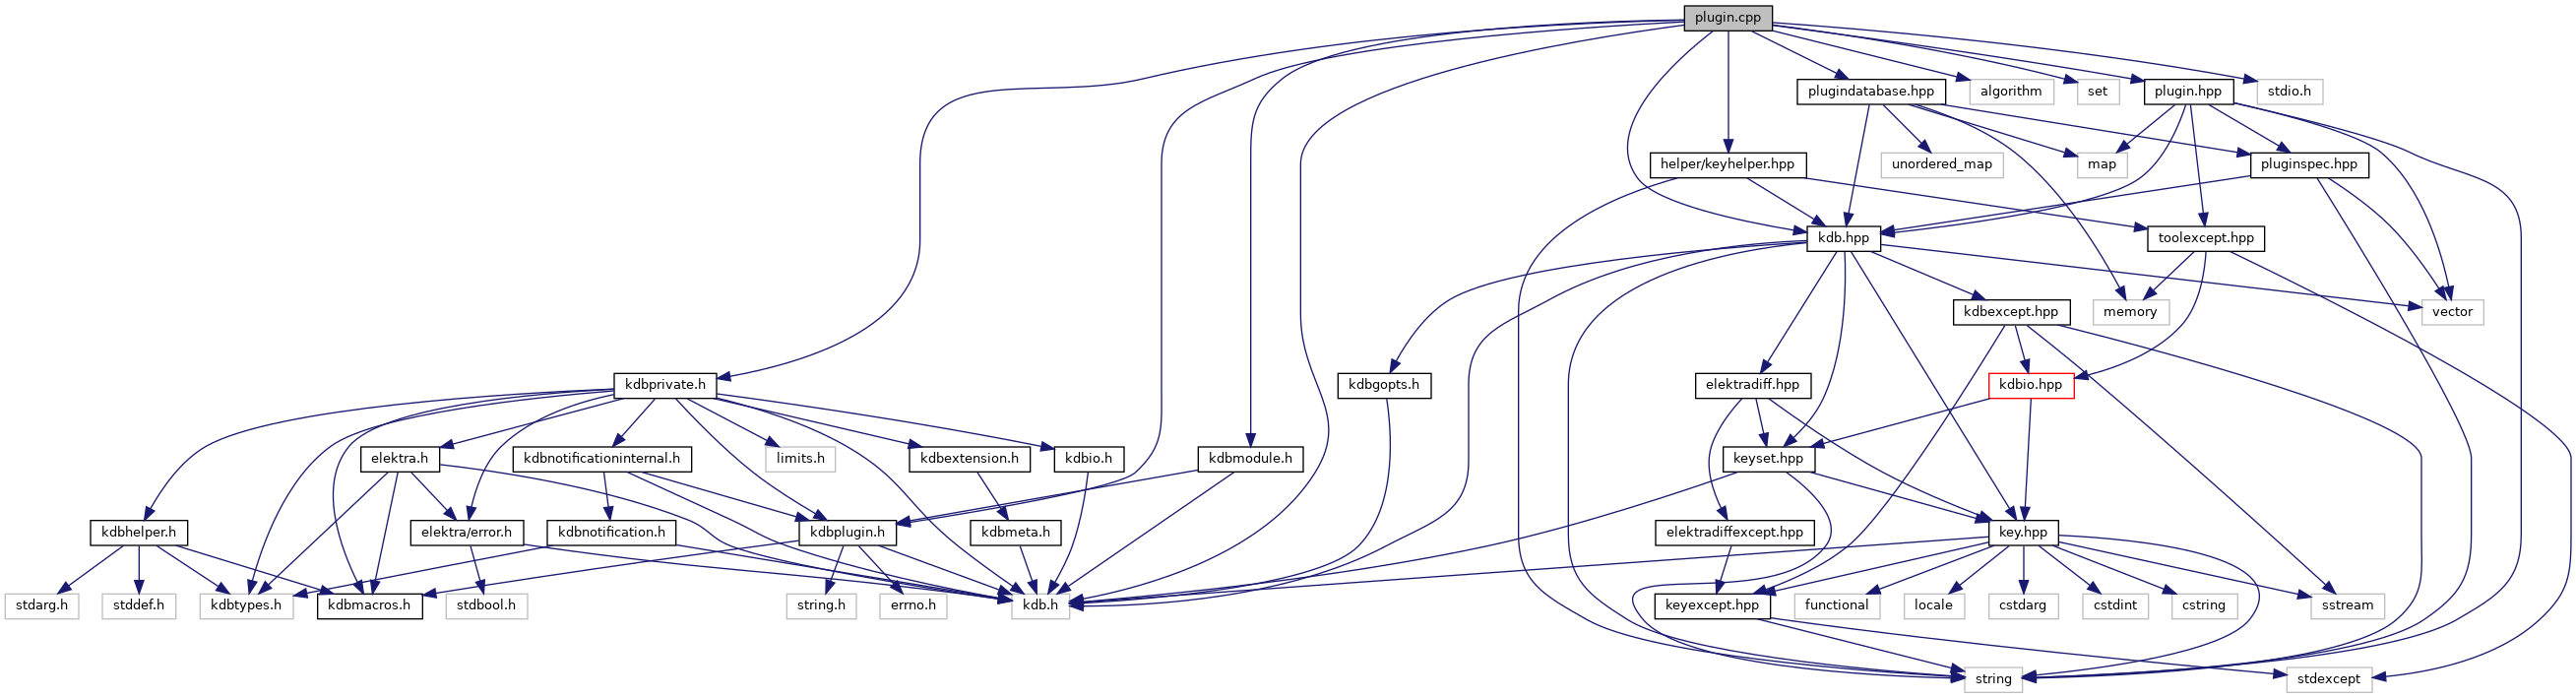 plugin.cpp
plugindatabase.hpp
algorithm
set
plugin.hpp
stdio.h
helper/keyhelper.hpp
unordered_map
map
pluginspec.hpp
kdb.hpp
toolexcept.hpp
kdbexcept.hpp
memory
vector
kdbprivate.h
kdbgopts.h
elektradiff.hpp
kdbio.hpp
elektra.h
kdbnotificationinternal.h
limits.h
kdbextension.h
kdbio.h
kdbmodule.h
keyset.hpp
kdbhelper.h
elektra/error.h
kdbnotification.h
kdbplugin.h
kdbmeta.h
elektradiffexcept.hpp
key.hpp
stdarg.h
stddef.h
kdbtypes.h
kdbmacros.h
stdbool.h
string.h
errno.h
kdb.h
keyexcept.hpp
functional
locale
cstdarg
cstdint
cstring
sstream
string
stdexcept